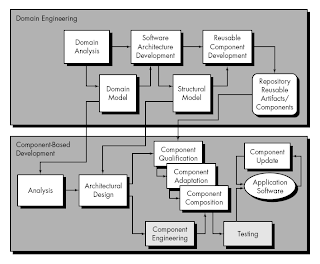 Domain Engineering
Domain
Analysis
Software
Architecture
Development
Reusable
Component
Development
Domain
Model
Structural
Model
Repository
Reusable
Artifacts/
Components
Component-Based
Development
Analysis
Architectural
Design
Component
Qualification
Component
Adaptation
Component
Composition
Component
Engineering
Testing
Component
Update
Application
Software